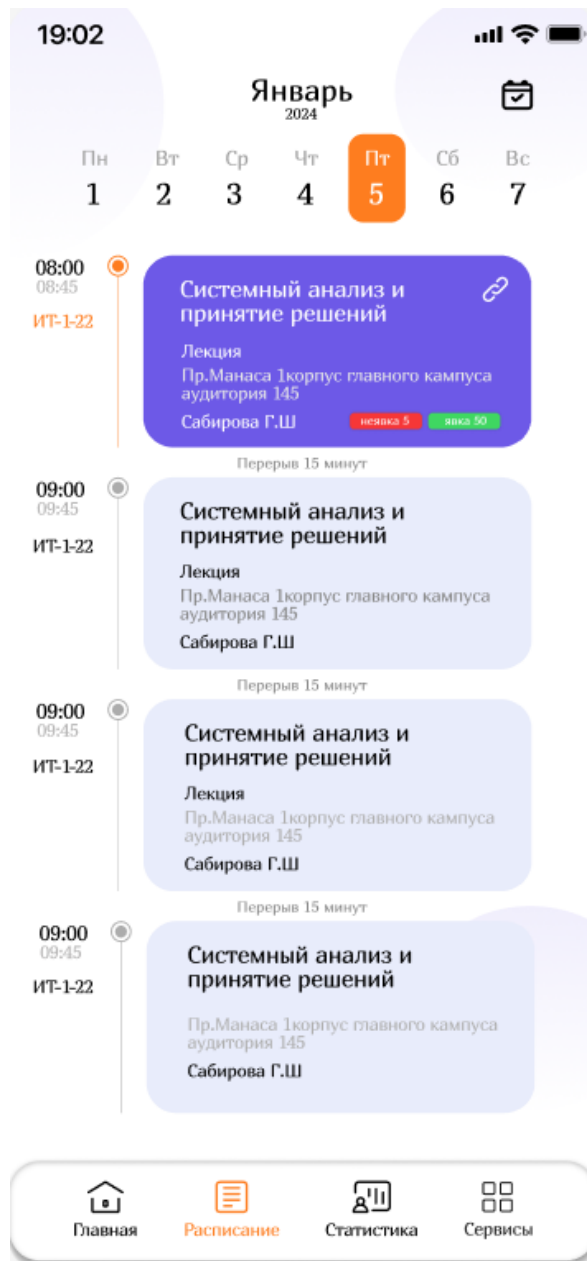 19:02
Январь
2024
Пн Вт Ср Чт Пт Сб Вс
1 2 3 4 5 6 7
08:00
08:45
ИТ-1-22
Системный анализ и
принятие решений
Лекция
Пр.Манаса 1корпус главного кампуса
аудитория 145
Сабирова Г.Ш
неявка 5
явка 50
Перерыв 15 минут
09:00
09:45
ИТ-1-22
Системный анализ и
принятие решений
Лекция
Пр.Манаса 1корпус главного кампуса
аудитория 145
Сабирова Г.Ш
Перерыв 15 минут
09:00
09:45
ИТ-1-22
Системный анализ и
принятие решений
Лекция
Пр.Манаса 1корпус главного кампуса
аудитория 145
Сабирова Г.Ш
Перерыв 15 минут
09:00
09:45
ИТ-1-22
Системный анализ и
принятие решений
Пр.Манаса 1корпус главного кампуса
аудитория 145
Сабирова Г.Ш
Главная Расписание Статистика Сервисы